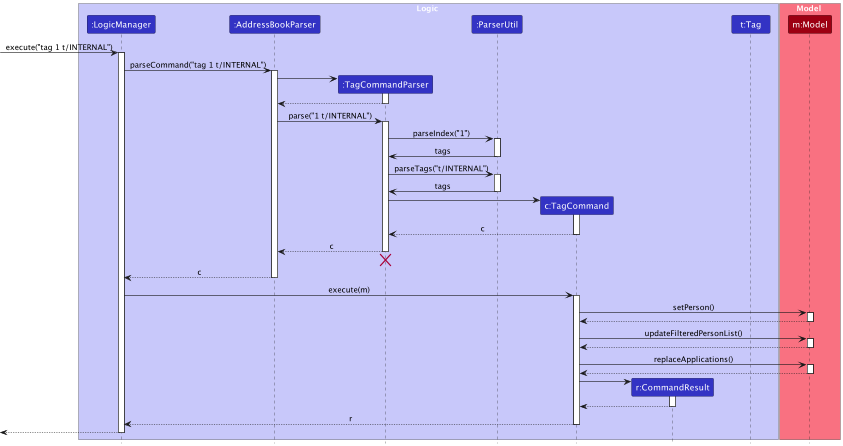 Logic
Model
:LogicManager
:AddressBookParser
:ParserUtil
t:Tag
m:Model
execute("tag 1 t/INTERNAL")
parseCommand("tag 1 t/INTERNAL")
:TagCommandParser
parse("1 t/INTERNAL")
parseIndex("1")
tags
parseTags("t/INTERNAL")
tags
c:TagCommand
c
c
c
execute(m)
setPerson()
updateFilteredPersonList()
replaceApplications()
r:CommandResult
r